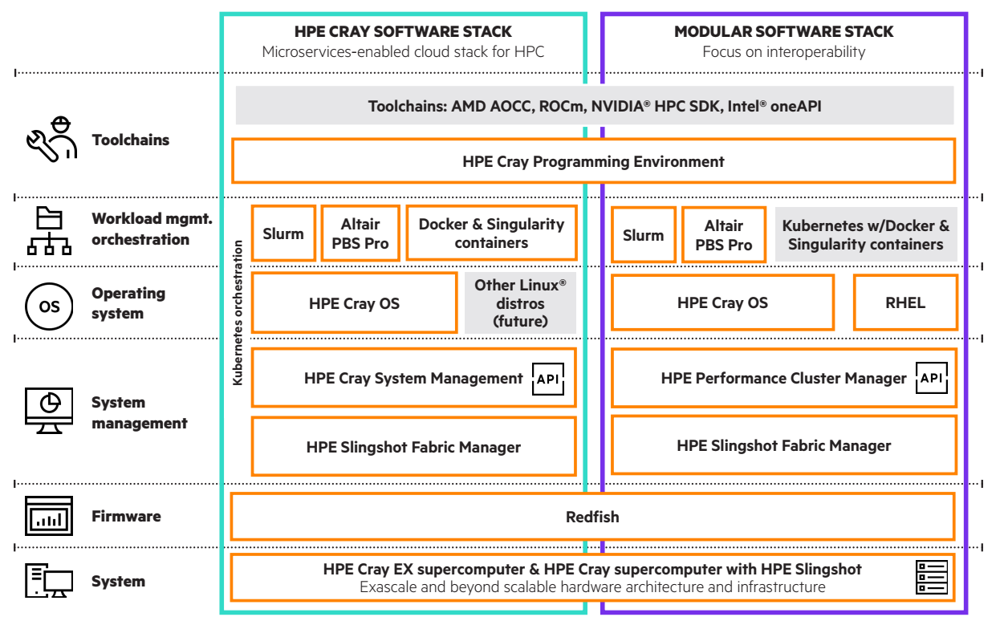 HPE CRAY SOFTWARE STACK
Microservices-enabled cloud stack for HPC
MODULAR SOFTWARE STACK
Focus on interoperability
Toolchains
Toolchains: AMD AOCC, ROCm, NVIDIA® HPC SDK, Intel® oneAPI
HPE Cray Programming Environment
Workload mgmt.
orchestration
Kubernetes orchestration
Slurm
Altair
PBS Pro
Docker & Singularity
containers
Slurm
Altair
PBS Pro
Kubernetes w/Docker &
Singularity containers
OS
Operating
system
HPE Cray OS
Other Linux®
distros
(future)
HPE Cray OS
RHEL
System
management
HPE Cray System Management
API
HPE Performance Cluster Manager
API
HPE Slingshot Fabric Manager
HPE Slingshot Fabric Manager
Firmware
Redfish
System
HPE Cray EX supercomputer & HPE Cray supercomputer with HPE Slingshot
Exascale and beyond scalable hardware architecture and infrastructure